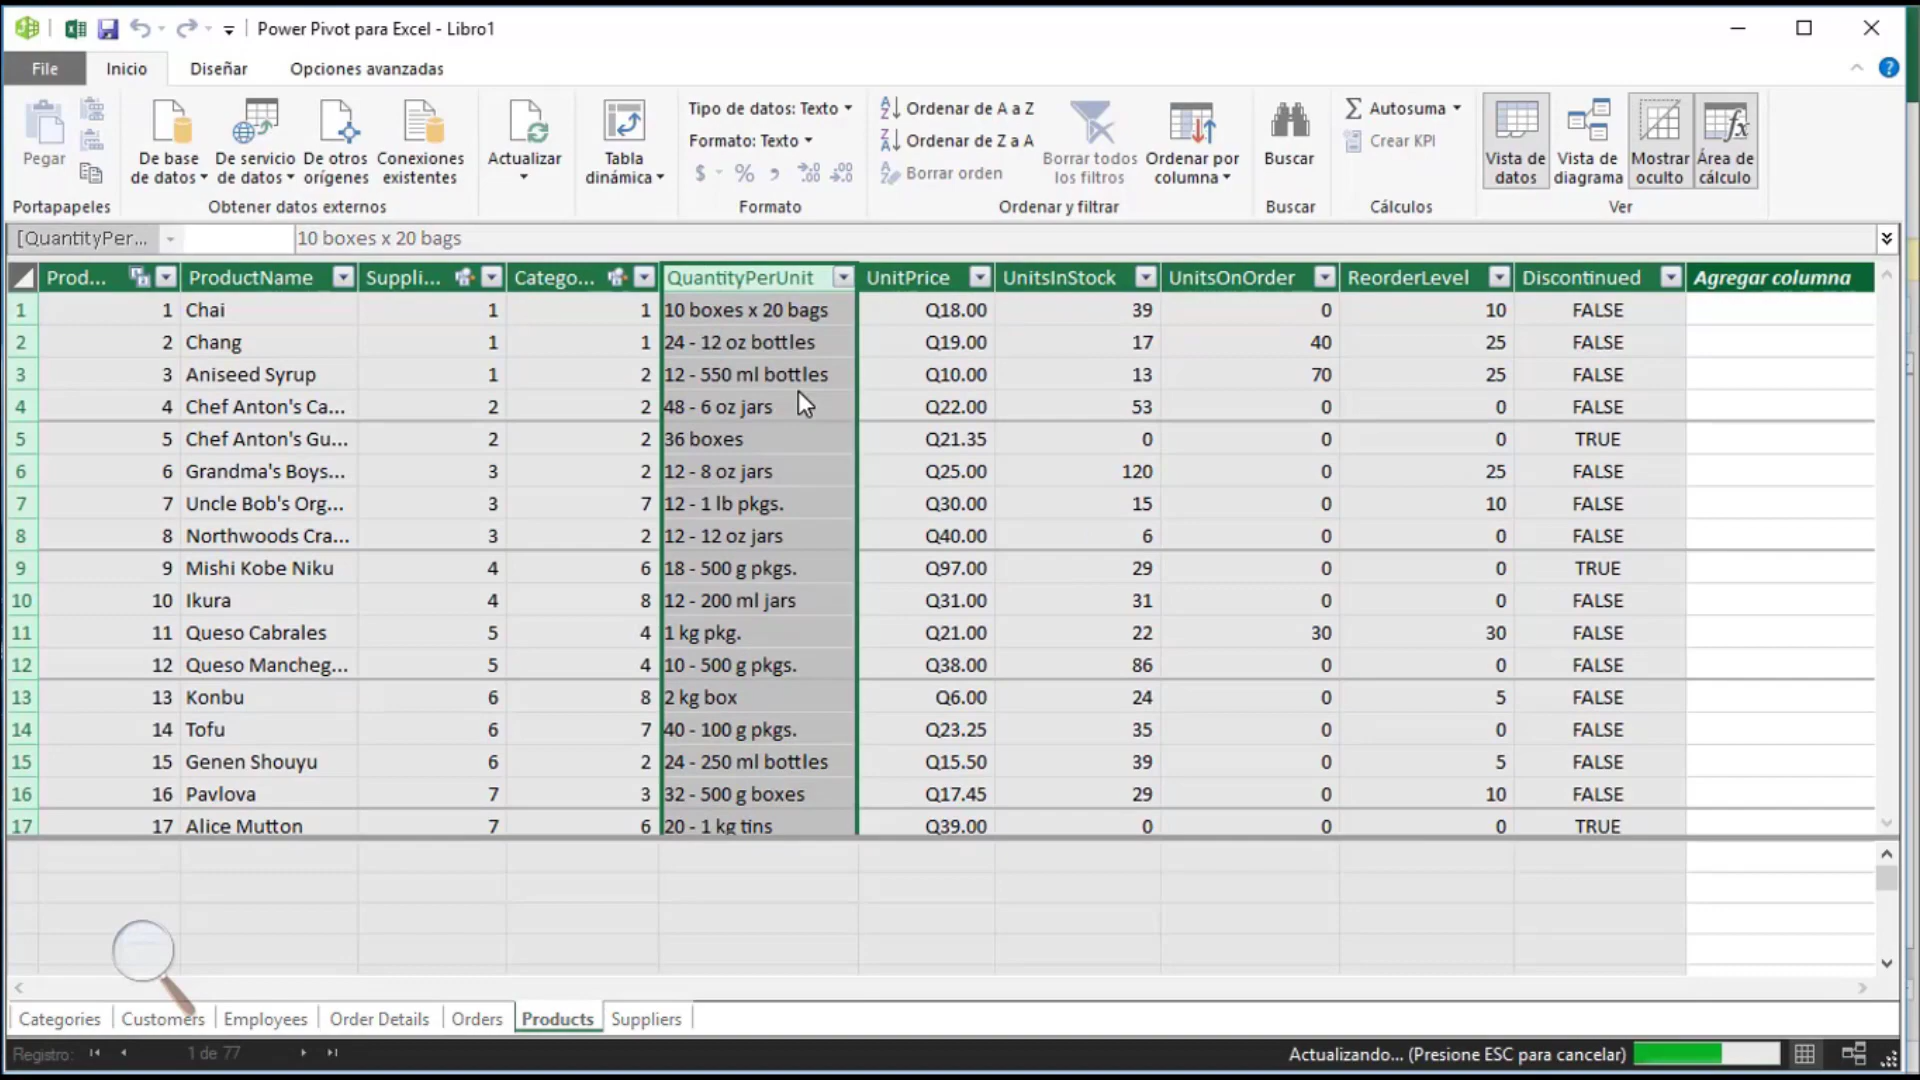 Power Pivot para Excel - Libro1
File Inicio Diseñar Opciones avanzadas
Pegar
De base de datos
De servicio de datos
De otros orígenes
Conexiones existentes
Actualizar
Tabla dinámica
Tipo de datos: Texto
Formato: Texto
$ % ,
Ordenar de A a Z
Ordenar de Z a A
Borrar orden
Borrar todos los filtros
Ordenar por columna
Buscar
Autosuma
Crear KPI
Vista de datos
Vista de diagrama
Mostrar oculto
Área de cálculo
Portapapeles Obtener datos externos Formato Ordenar y filtrar Buscar Cálculos Ver
[QuantityPer... 10 boxes x 20 bags
Prod... ProductName Suppli... Catego... QuantityPerUnit UnitPrice UnitsInStock UnitsOnOrder ReorderLevel Discontinued Agregar columna
1 1 Chai 1 1 10 boxes x 20 bags Q18.00 39 0 10 FALSE
2 2 Chang 1 1 24 - 12 oz bottles Q19.00 17 40 25 FALSE
3 3 Aniseed Syrup 1 2 12 - 550 ml bottles Q10.00 13 70 25 FALSE
4 4 Chef Anton's Ca... 2 2 48 - 6 oz jars Q22.00 53 0 0 FALSE
5 5 Chef Anton's Gu... 2 2 36 boxes Q21.35 0 0 0 TRUE
6 6 Grandma's Boys... 3 2 12 - 8 oz jars Q25.00 120 0 25 FALSE
7 7 Uncle Bob's Org... 3 7 12 - 1 lb pkgs. Q30.00 15 0 10 FALSE
8 8 Northwoods Cra... 3 2 12 - 12 oz jars Q40.00 6 0 0 FALSE
9 9 Mishi Kobe Niku 4 6 18 - 500 g pkgs. Q97.00 29 0 0 TRUE
10 10 Ikura 4 8 12 - 200 ml jars Q31.00 31 0 0 FALSE
11 11 Queso Cabrales 5 4 1 kg pkg. Q21.00 22 30 30 FALSE
12 12 Queso Mancheg... 5 4 10 - 500 g pkgs. Q38.00 86 0 0 FALSE
13 13 Konbu 6 8 2 kg box Q6.00 24 0 5 FALSE
14 14 Tofu 6 7 40 - 100 g pkgs. Q23.25 35 0 0 FALSE
15 15 Genen Shouyu 6 2 24 - 250 ml bottles Q15.50 39 0 5 FALSE
16 16 Pavlova 7 3 32 - 500 g boxes Q17.45 29 0 10 FALSE
17 17 Alice Mutton 7 6 20 - 1 kg tins Q39.00 0 0 0 TRUE
Categories Customers Employees Order Details Orders Products Suppliers
Registro: 1 de 77 Actualizando... (Presione ESC para cancelar)